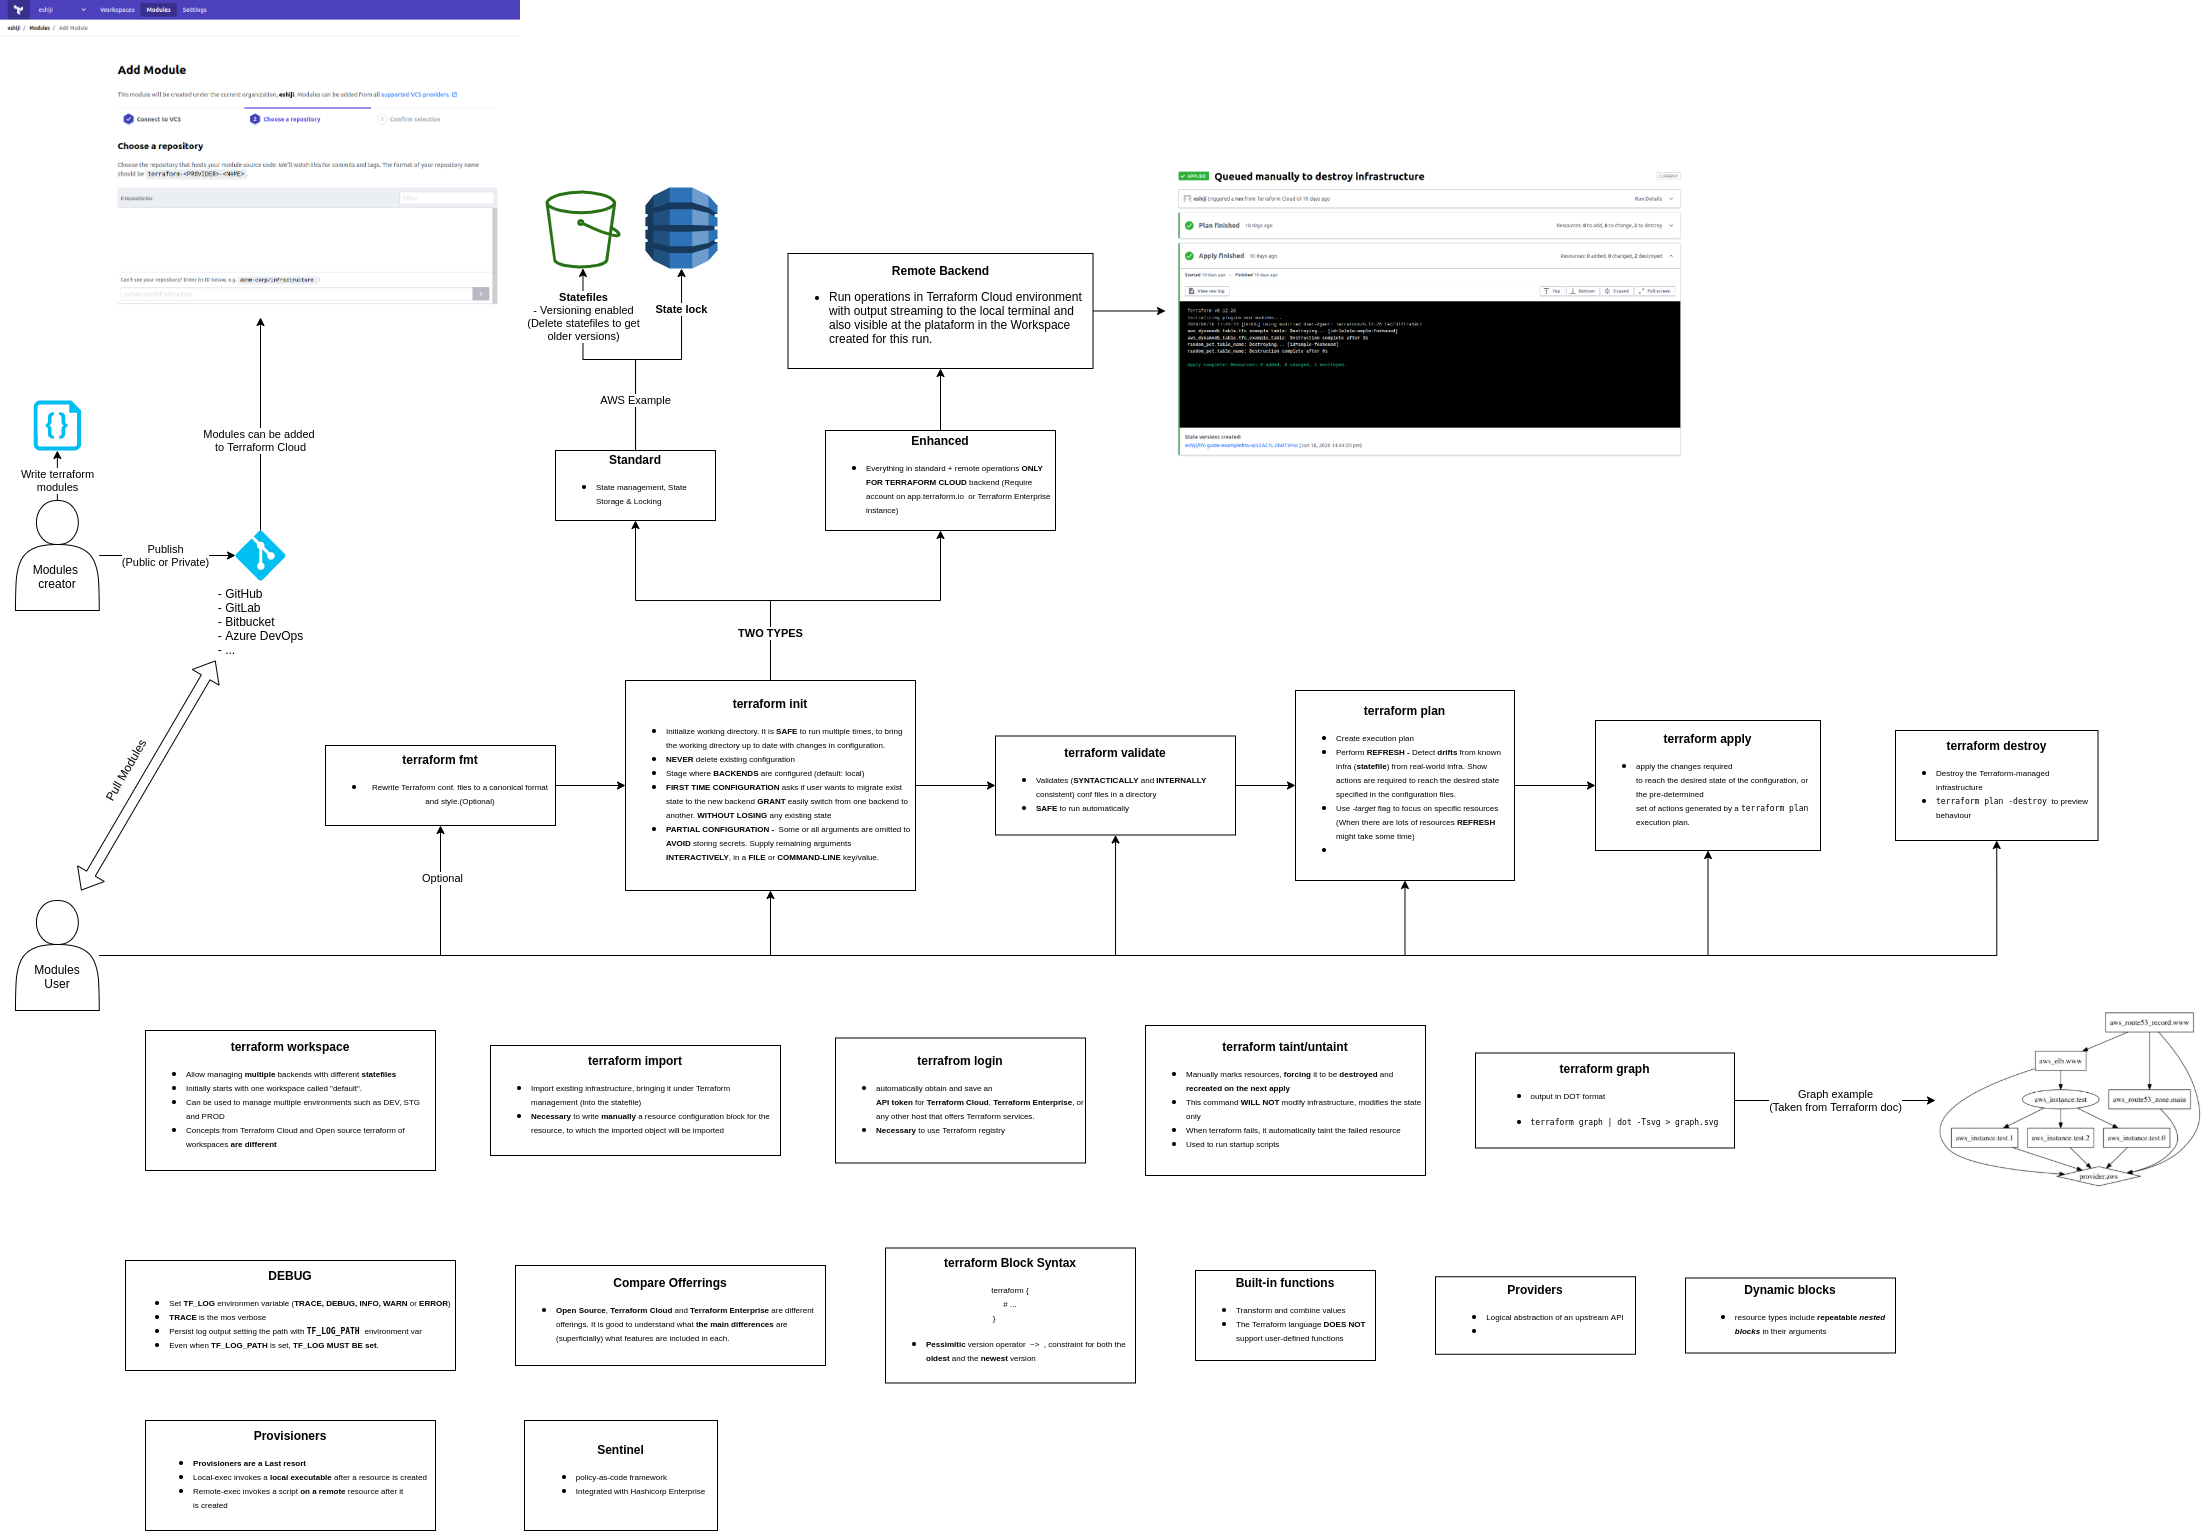 eshiji
Workspaces
Modules
Settings
eshiji / Modules / Add Module
Add Module
This module will be created under the current organization, eshiji. Modules can be added from all supported VCS providers.
Connect to VCS
2 Choose a repository
3 Confirm selection
Choose a repository
Choose the repository that hosts your module source code. We'll watch this for commits and tags. The format of your repository name
should be terraform-<PROVIDER>-<NAME>
0 repositories
Filter
Can't see your repository? Enter its ID below, e.g. acme-corp/infrastructure
acme-corp/infrastructure
Statefiles
- Versioning enabled
(Delete statefiles to get
older versions)
State lock
AWS Example
Remote Backend
Run operations in Terraform Cloud environment
with output streaming to the local terminal and
also visible at the plataform in the Workspace
created for this run.
APPLIED
Queued manually to destroy infrastructure
CURRENT
eshiji triggered a run from Terraform Cloud UI 10 days ago
Run Details
Plan finished 10 days ago
Resources: 0 to add, 0 to change, 2 to destroy
Apply finished 10 days ago
Resources: 0 added, 0 changed, 2 destroyed
Started 10 days ago > Finished 10 days ago
View raw log
Top
Bottom
Expand
Full screen
Terraform v0.12.26
Initializing plugins and modules...
aws_dynamodb_table.tfc_example_table: Destruction complete after 3s
random_pet.table_name: Destruction complete after 0s
Apply complete! Resources: 0 added, 0 changed, 2 destroyed.
State versions created:
Write terraform
modules
Modules can be added
to Terraform Cloud
Modules
creator
Publish
(Public or Private)
- GitHub
- GitLab
- Bitbucket
- Azure DevOps
- ...
Standard
State management, State
Storage & Locking
Enhanced
Everything in standard + remote operations ONLY
FOR TERRAFORM CLOUD backend (Require
account on app.terraform.io or Terraform Enterprise
instance)
TWO TYPES
Pull Modules
terraform fmt
Rewrite Terraform conf. files to a canonical format
and style.(Optional)
Optional
terraform init
Initialize working directory. It is SAFE to run multiple times, to bring
the working directory up to date with changes in configuration.
NEVER delete existing configuration
Stage where BACKENDS are configured (default: local)
FIRST TIME CONFIGURATION asks if user wants to migrate exist
state to the new backend GRANT easily switch from one backend to
another. WITHOUT LOSING any existing state
PARTIAL CONFIGURATION - Some or all arguments are omitted to
AVOID storing secrets. Supply remaining arguments
INTERACTIVELY, in a FILE or COMMAND-LINE key/value.
terraform validate
Validates (SYNTACTICALLY and INTERNALLY
consistent) conf files in a directory
SAFE to run automatically
terraform plan
Create execution plan
Perform REFRESH - Detect drifts from known
infra (statefile) from real-world infra. Show
actions are required to reach the desired state
specified in the configuration files.
Use -target flag to focus on specific resources
(When there are lots of resources REFRESH
might take some time)
terraform apply
apply the changes required
to reach the desired state of the configuration, or
the pre-determined
set of actions generated by a terraform plan
execution plan.
terraform destroy
Destroy the Terraform-managed
infrastructure
terraform plan -destroy to preview
behaviour
Modules
User
terraform workspace
Allow managing multiple backends with different statefiles
Initially starts with one workspace called "default".
Can be used to manage multiple environments such as DEV, STG
and PROD
Concepts from Terraform Cloud and Open source terraform of
workspaces are different
terraform import
Import existing infrastructure, bringing it under Terraform
management (into the statefile)
Necessary to write manually a resource configuration block for the
resource, to which the imported object will be imported
terrafrom login
automatically obtain and save an
API token for Terraform Cloud, Terraform Enterprise, or
any other host that offers Terraform services.
Necessary to use Terraform registry
terraform taint/untaint
Manually marks resources, forcing it to be destroyed and
recreated on the next apply
This command WILL NOT modify infrastructure, modifies the state
only
When terraform fails, it automatically taint the failed resource
Used to run startup scripts
terraform graph
output in DOT format
terraform graph | dot -Tsvg > graph.svg
Graph example
(Taken from Terraform doc)
aws_route53_record.www
aws_elb.www
aws_instance.test
aws_route53_zone.main
aws_instance.test.1
aws_instance.test.2
aws_instance.test.0
provider.aws
DEBUG
Set TF_LOG environmen variable (TRACE, DEBUG, INFO, WARN or ERROR)
TRACE is the mos verbose
Persist log output setting the path with TF_LOG_PATH environment var
Even when TF_LOG_PATH is set, TF_LOG MUST BE set.
Compare Offerrings
Open Source, Terraform Cloud and Terraform Enterprise are different
offerings. It is good to understand what the main differences are
(superficially) what features are included in each.
terraform Block Syntax
terraform {
# ...
}
Pessimitic version operator ~> , constraint for both the
oldest and the newest version
Built-in functions
Transform and combine values
The Terraform language DOES NOT
support user-defined functions
Providers
Logical abstraction of an upstream API
Dynamic blocks
resource types include repeatable nested
blocks in their arguments
Provisioners
Provisioners are a Last resort
Local-exec invokes a local executable after a resource is created
Remote-exec invokes a script on a remote resource after it
is created
Sentinel
policy-as-code framework
Integrated with Hashicorp Enterprise